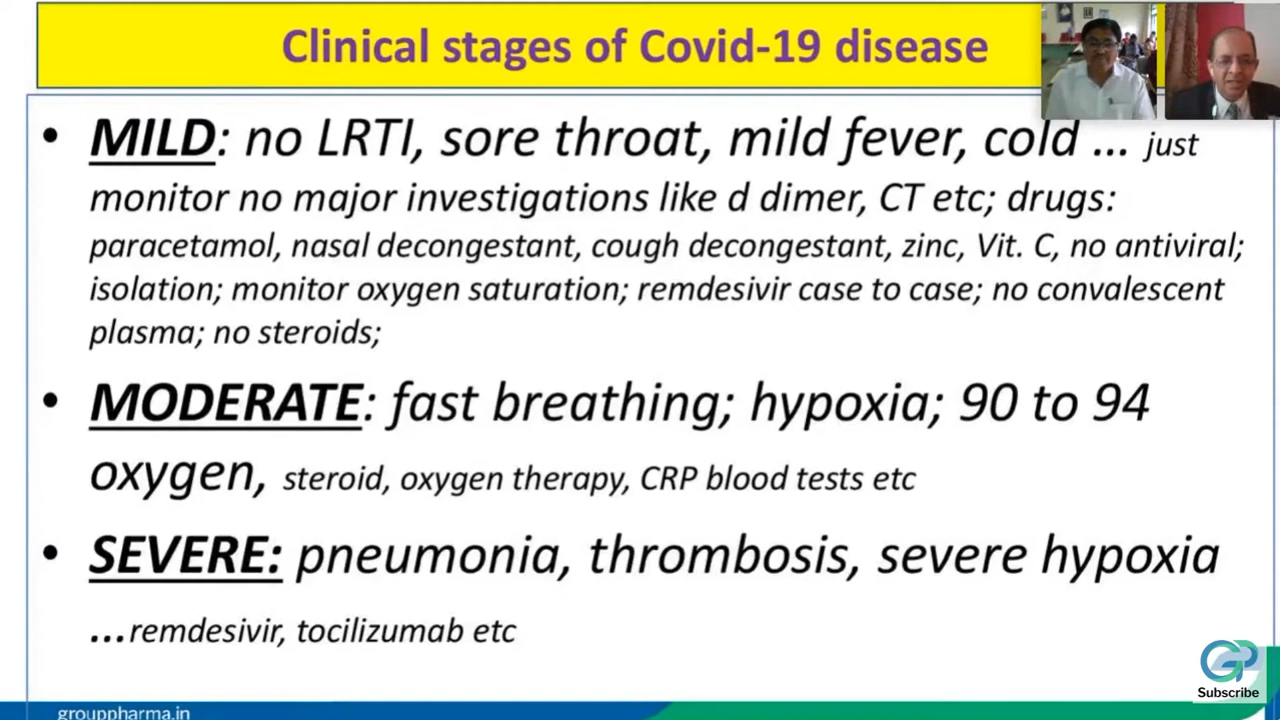 Clinical stages of Covid-19 disease
• MILD: no LRTI, sore throat, mild fever, cold ... just
monitor no major investigations like d dimer, CT etc; drugs:
paracetamol, nasal decongestant, cough decongestant, zinc, Vit. C, no antiviral;
isolation; monitor oxygen saturation; remdesivir case to case; no convalescent
plasma; no steroids;
• MODERATE: fast breathing; hypoxia; 90 to 94
oxygen, steroid, oxygen therapy, CRP blood tests etc
• SEVERE: pneumonia, thrombosis, severe hypoxia
...remdesivir, tocilizumab etc
GP
Subscribe
grouppharma.in